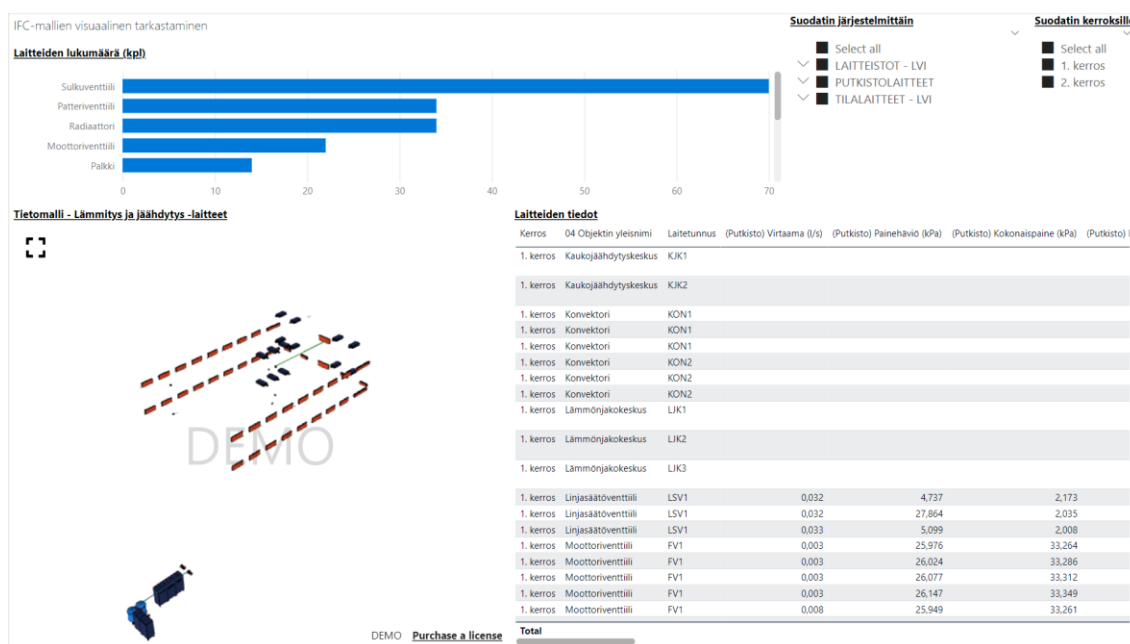 IFC-mallien visuaalinen tarkastaminen
Laitteiden lukumäärä (kpl)
Sulkuventtiili
Patteriventtiili
Radiaattori
Moottoriventtiili
Palkki
0 10 20 30 40 50 60 70
Suodatin järjestelmittäin
Select all
LAITTEISTOT - LVI
PUTKISTOLAITTEET
TILALAITTEET - LVI
Suodatin kerroksille
Select all
1. kerros
2. kerros
Tietomalli - Lämmitys ja jäähdytys -laitteet
DEMO
DEMO Purchase a license
Laitteiden tiedot
Kerros 04 Objektin yleisnimi Laitetunnus (Putkisto) Virtaama (l/s) (Putkisto) Painehäviö (kPa) (Putkisto) Kokonaispaine (kPa) (Putkisto)
1. kerros Kaukojäähdytyskeskus KJK1
1. kerros Kaukojäähdytyskeskus KJK2
1. kerros Konvektori KON1
1. kerros Konvektori KON1
1. kerros Konvektori KON1
1. kerros Konvektori KON2
1. kerros Konvektori KON2
1. kerros Konvektori KON2
1. kerros Lämmönjakokeskus LJK1
1. kerros Lämmönjakokeskus LJK2
1. kerros Lämmönjakokeskus LJK3
1. kerros Linjasäätöventtiili LSV1 0,032 4,737 2,173
1. kerros Linjasäätöventtiili LSV1 0,032 27,864 2,035
1. kerros Linjasäätöventtiili LSV1 0,033 5,099 2,008
1. kerros Moottoriventtiili FV1 0,003 25,976 33,264
1. kerros Moottoriventtiili FV1 0,003 26,024 33,286
1. kerros Moottoriventtiili FV1 0,003 26,077 33,312
1. kerros Moottoriventtiili FV1 0,003 26,147 33,349
1. kerros Moottoriventtiili FV1 0,008 25,949 33,261
Total